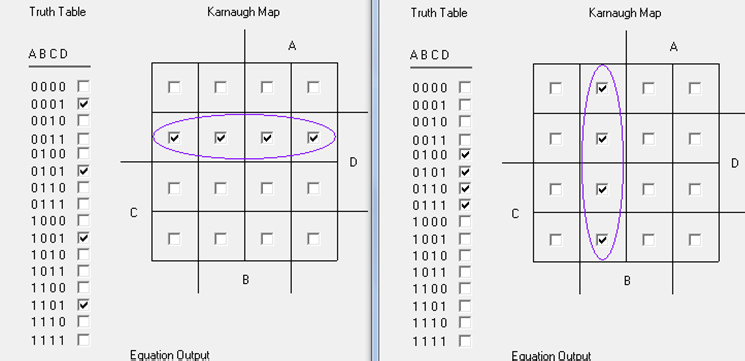 Truth Table
Karnaugh Map
A
A B C D
0000
0001
0010
0011
0100
0101
0110
0111
1000
1001
1010
1011
1100
1101
1110
1111
D
C
B
Equation Output
Truth Table
Karnaugh Map
A
A B C D
0000
0001
0010
0011
0100
0101
0110
0111
1000
1001
1010
1011
1100
1101
1110
1111
D
C
B
Equation Output